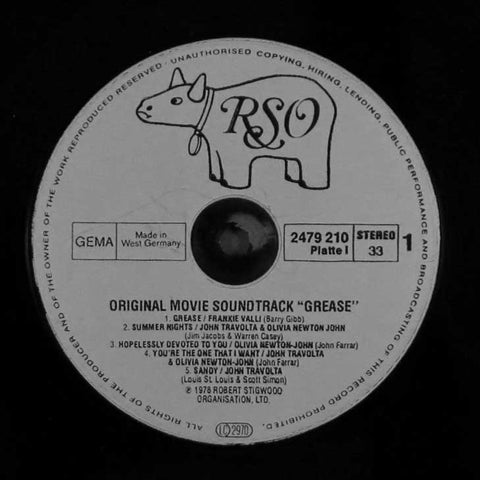 ALL RIGHTS OF THE PRODUCER AND OF THE OWNER OF THE WORK REPRODUCED RESERVED · UNAUTHORISED COPYING, HIRING, LENDING, PUBLIC PERFORMANCE AND BROADCASTING OF THIS RECORD PROHIBITED.
RSO
GEMA
Made in
West Germany
2479 210
Platte I
STEREO
33
1
ORIGINAL MOVIE SOUNDTRACK "GREASE"
1. GREASE / FRANKIE VALLI (Barry Gibb)
2. SUMMER NIGHTS / JOHN TRAVOLTA & OLIVIA NEWTON JOHN
(Jim Jacobs & Warren Casey)
3. HOPELESSLY DEVOTED TO YOU / OLIVIA NEWTON-JOHN (John Farrar)
4. YOU'RE THE ONE THAT I WANT / JOHN TRAVOLTA
& OLIVIA NEWTON-JOHN (John Farrar)
5. SANDY / JOHN TRAVOLTA
(Louis St. Louis & Scott Simon)
℗ 1978 ROBERT STIGWOOD
ORGANISATION, LTD.
LC 2970